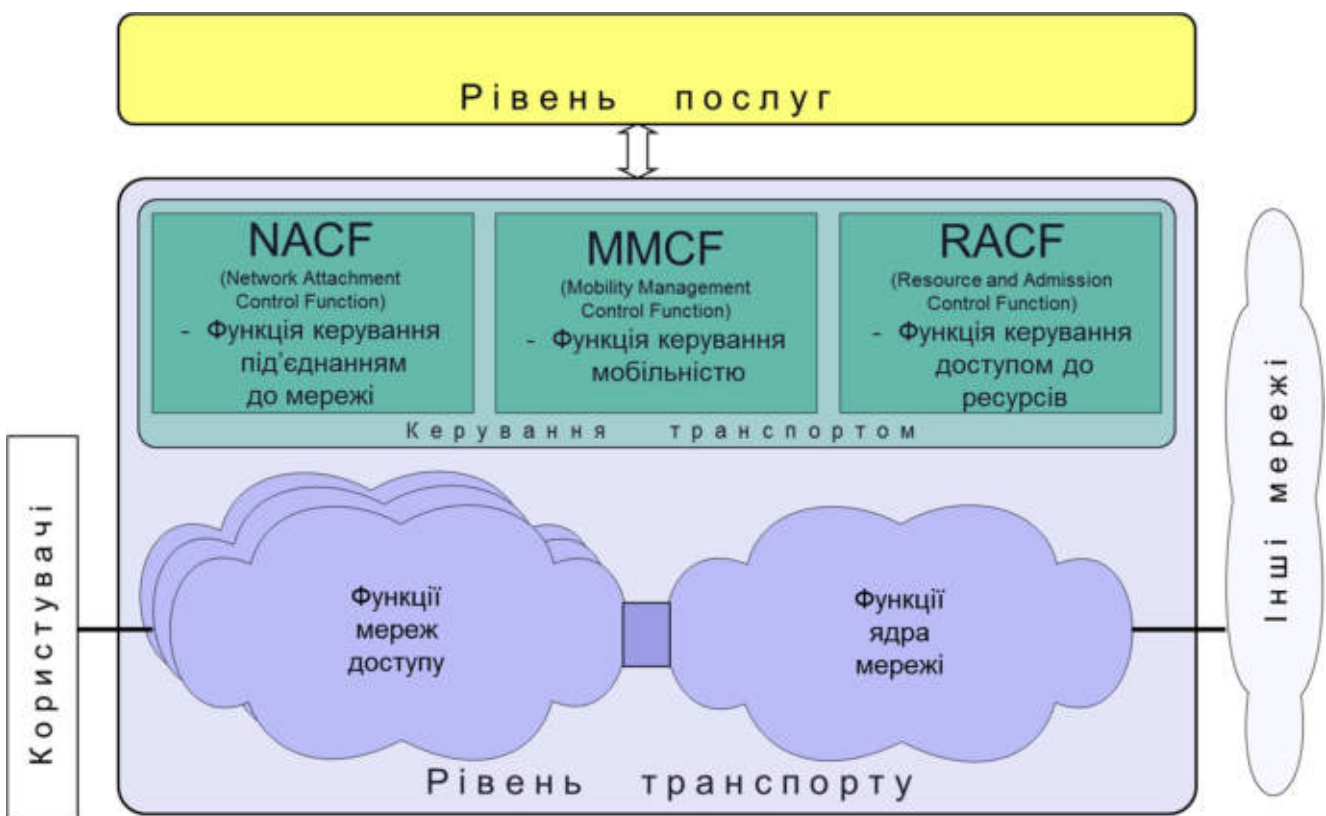 Рівень послуг
NACF
(Network Attachment
Control Function)
- Функція керування
під’єднанням
до мережі
MMCF
(Mobility Management
Control Function)
- Функція керування
мобільністю
RACF
(Resource and Admission
Control Function)
- Функція керування
доступом до
ресурсів
Керування транспортом
Користувачі
Функції
мереж
доступу
Функції
ядра
мережі
Інші мережі
Рівень транспорту